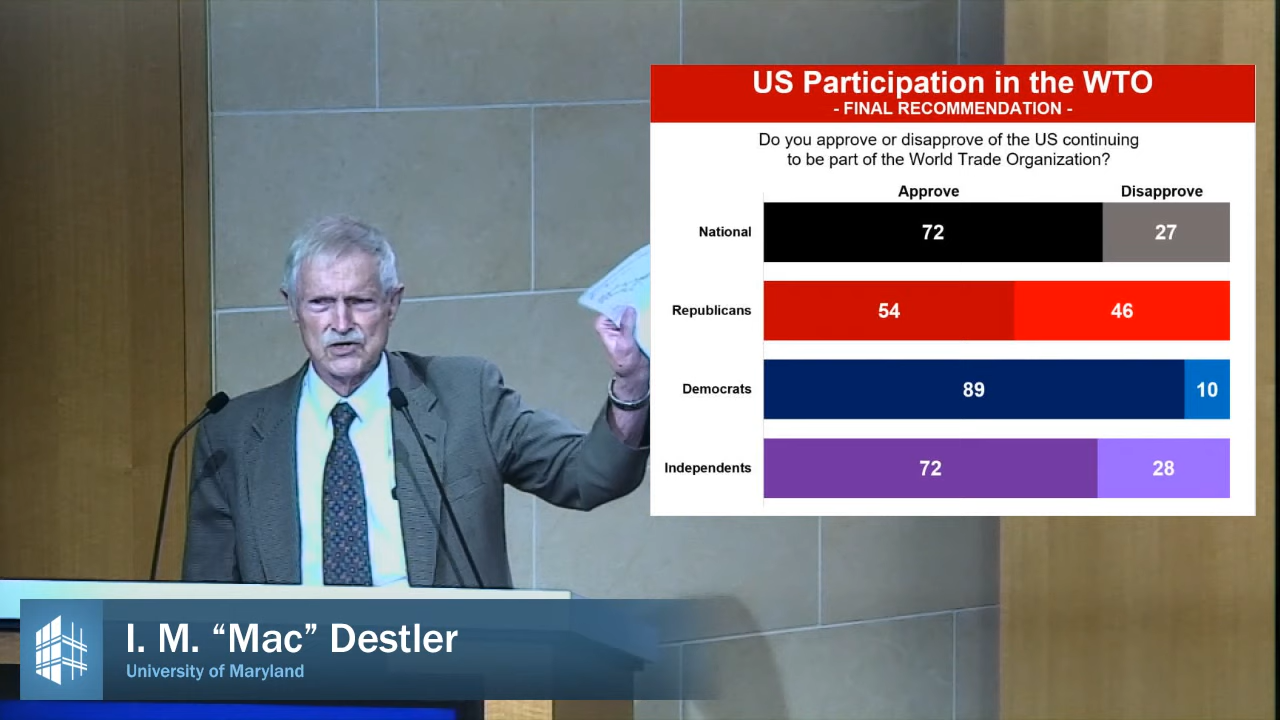 US Participation in the WTO
- FINAL RECOMMENDATION -
Do you approve or disapprove of the US continuing
to be part of the World Trade Organization?
Approve Disapprove
National 72 27
Republicans 54 46
Democrats 89 10
Independents 72 28
I. M. “Mac” Destler
University of Maryland